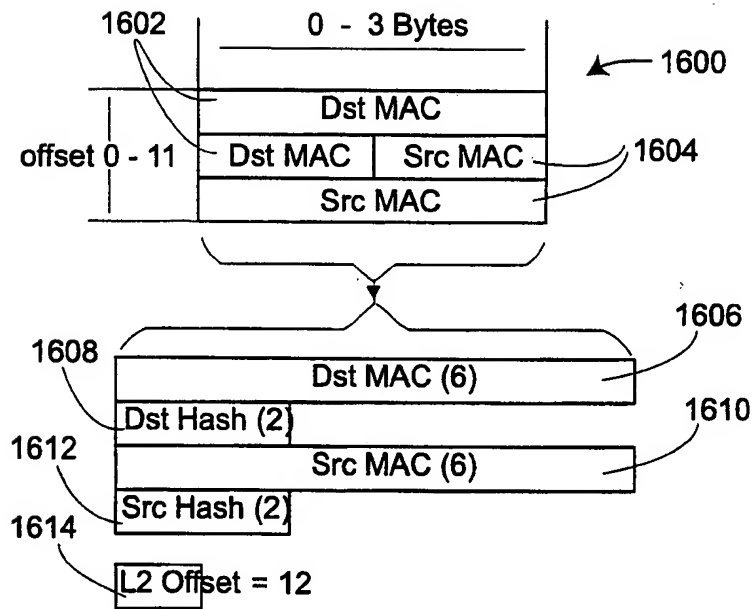 1602
0 - 3 Bytes
1600
Dst MAC
offset 0 - 11
Dst MAC
Src MAC
1604
Src MAC
1606
1608
Dst MAC (6)
Dst Hash (2)
1610
1612
Src MAC (6)
Src Hash (2)
1614
L2 Offset = 12